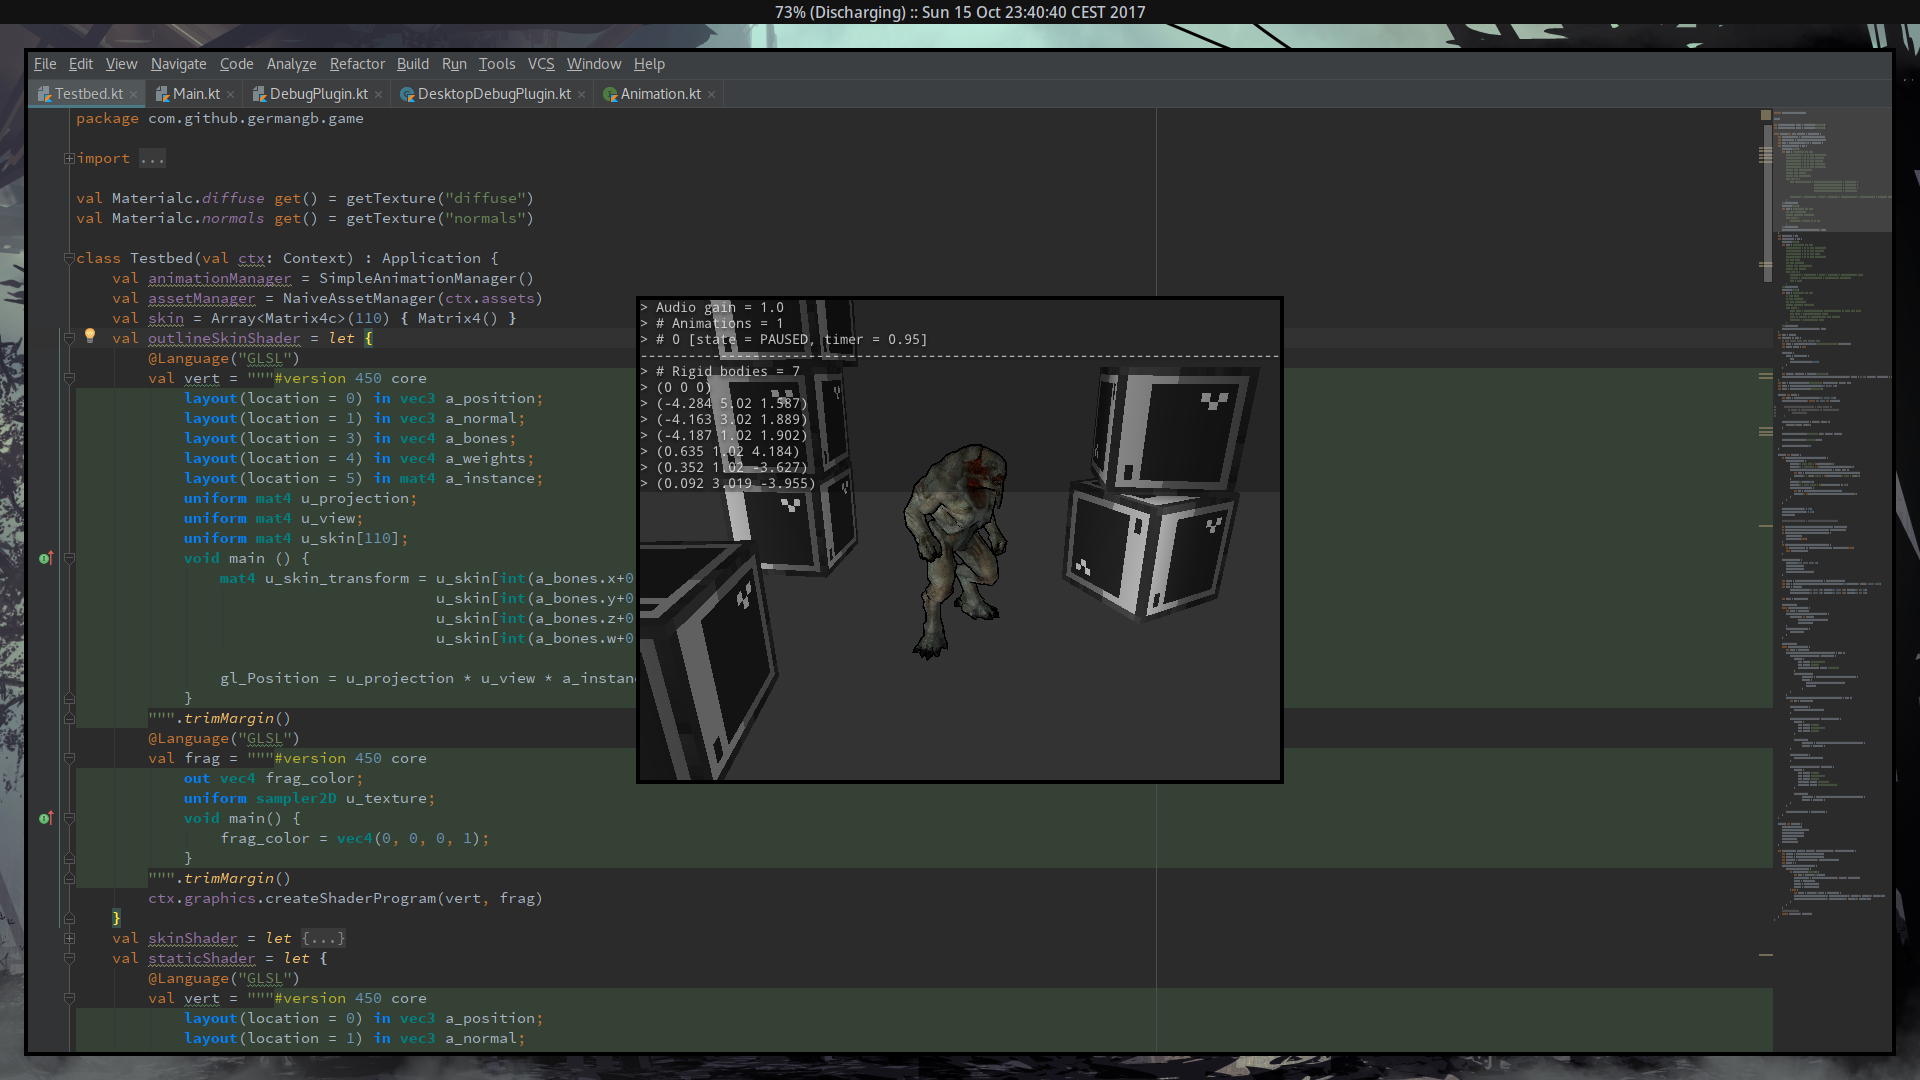 73% (Discharging) :: Sun 15 Oct 23:40:40 CEST 2017
File Edit View Navigate Code Analyze Refactor Build Run Tools VCS Window Help
Testbed.kt Main.kt DebugPlugin.kt DesktopDebugPlugin.kt Animation.kt
package com.github.germangb.game
import ...
val Materialc.diffuse get() = getTexture("diffuse")
val Materialc.normals get() = getTexture("normals")
class Testbed(val ctx: Context) : Application {
val animationManager = SimpleAnimationManager()
val assetManager = NaiveAssetManager(ctx.assets)
val skin = Array<Matrix4c>(110) { Matrix4() }
val outlineSkinShader = let {
@Language("GLSL")
val vert = """#version 450 core
layout(location = 0) in vec3 a_position;
layout(location = 1) in vec3 a_normal;
layout(location = 3) in vec4 a_bones;
layout(location = 4) in vec4 a_weights;
layout(location = 5) in mat4 a_instance;
uniform mat4 u_projection;
uniform mat4 u_view;
uniform mat4 u_skin[110];
void main () {
mat4 u_skin_transform = u_skin[int(a_bones.x+0
u_skin[int(a_bones.y+0
u_skin[int(a_bones.z+0
u_skin[int(a_bones.w+0
gl_Position = u_projection * u_view * a_instan
}
""".trimMargin()
@Language("GLSL")
val frag = """#version 450 core
out vec4 frag_color;
uniform sampler2D u_texture;
void main() {
frag_color = vec4(0, 0, 0, 1);
}
""".trimMargin()
ctx.graphics.createShaderProgram(vert, frag)
}
val skinShader = let {...}
val staticShader = let {
@Language("GLSL")
val vert = """#version 450 core
layout(location = 0) in vec3 a_position;
layout(location = 1) in vec3 a_normal;
> Audio gain = 1.0
> # Animations = 1
> # 0 [state = PAUSED, timer = 0.95]
--------------------------------------------------------------------------------
> # Rigid bodies = 7
> (0 0 0)
> (-4.284 5.02 1.587)
> (-4.163 3.02 1.889)
> (-4.187 1.02 1.902)
> (0.635 1.02 4.184)
> (0.352 1.02 -3.627)
> (0.092 3.019 -3.955)